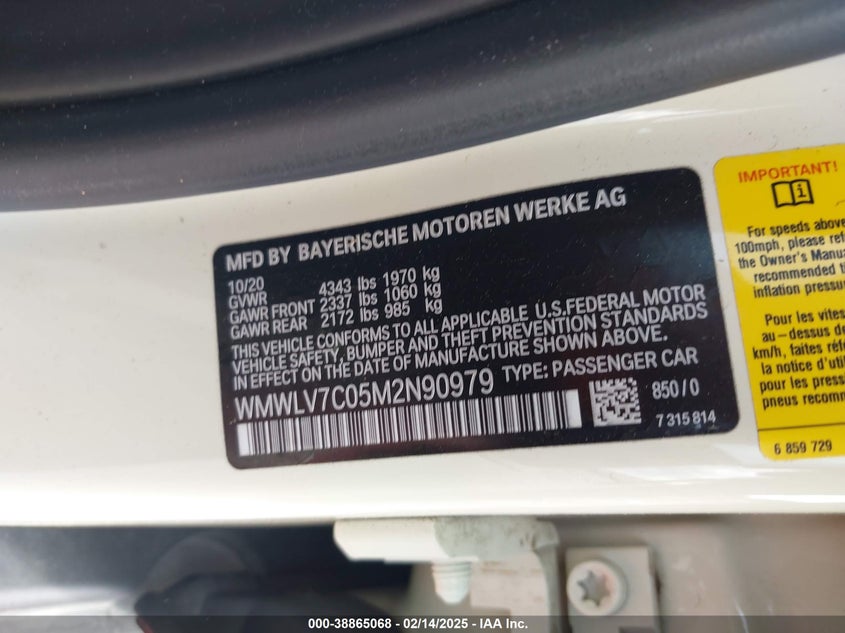 MFD BY BAYERISCHE MOTOREN WERKE AG
10/20
GVWR 4343 lbs 1970 kg
GAWR FRONT 2337 lbs 1060 kg
GAWR REAR 2172 lbs 985 kg
THIS VEHICLE CONFORMS TO ALL APPLICABLE U.S.FEDERAL MOTOR
VEHICLE SAFETY, BUMPER AND THEFT PREVENTION STANDARDS
IN EFFECT ON THE DATE OF MANUFACTURE SHOWN ABOVE.
WMWLV7C05M2N90979 TYPE: PASSENGER CAR
850/0
7 315 814
IMPORTANT!
For speeds above
100mph, please ref
the Owner's Manua
recommended t
inflation pressur
Pour les vites
au-dessus de
km/h, faites réfé
la notice d'util
pour les press
pneus recomm
6 859 729
000-38865068 - 02/14/2025 - IAA Inc.